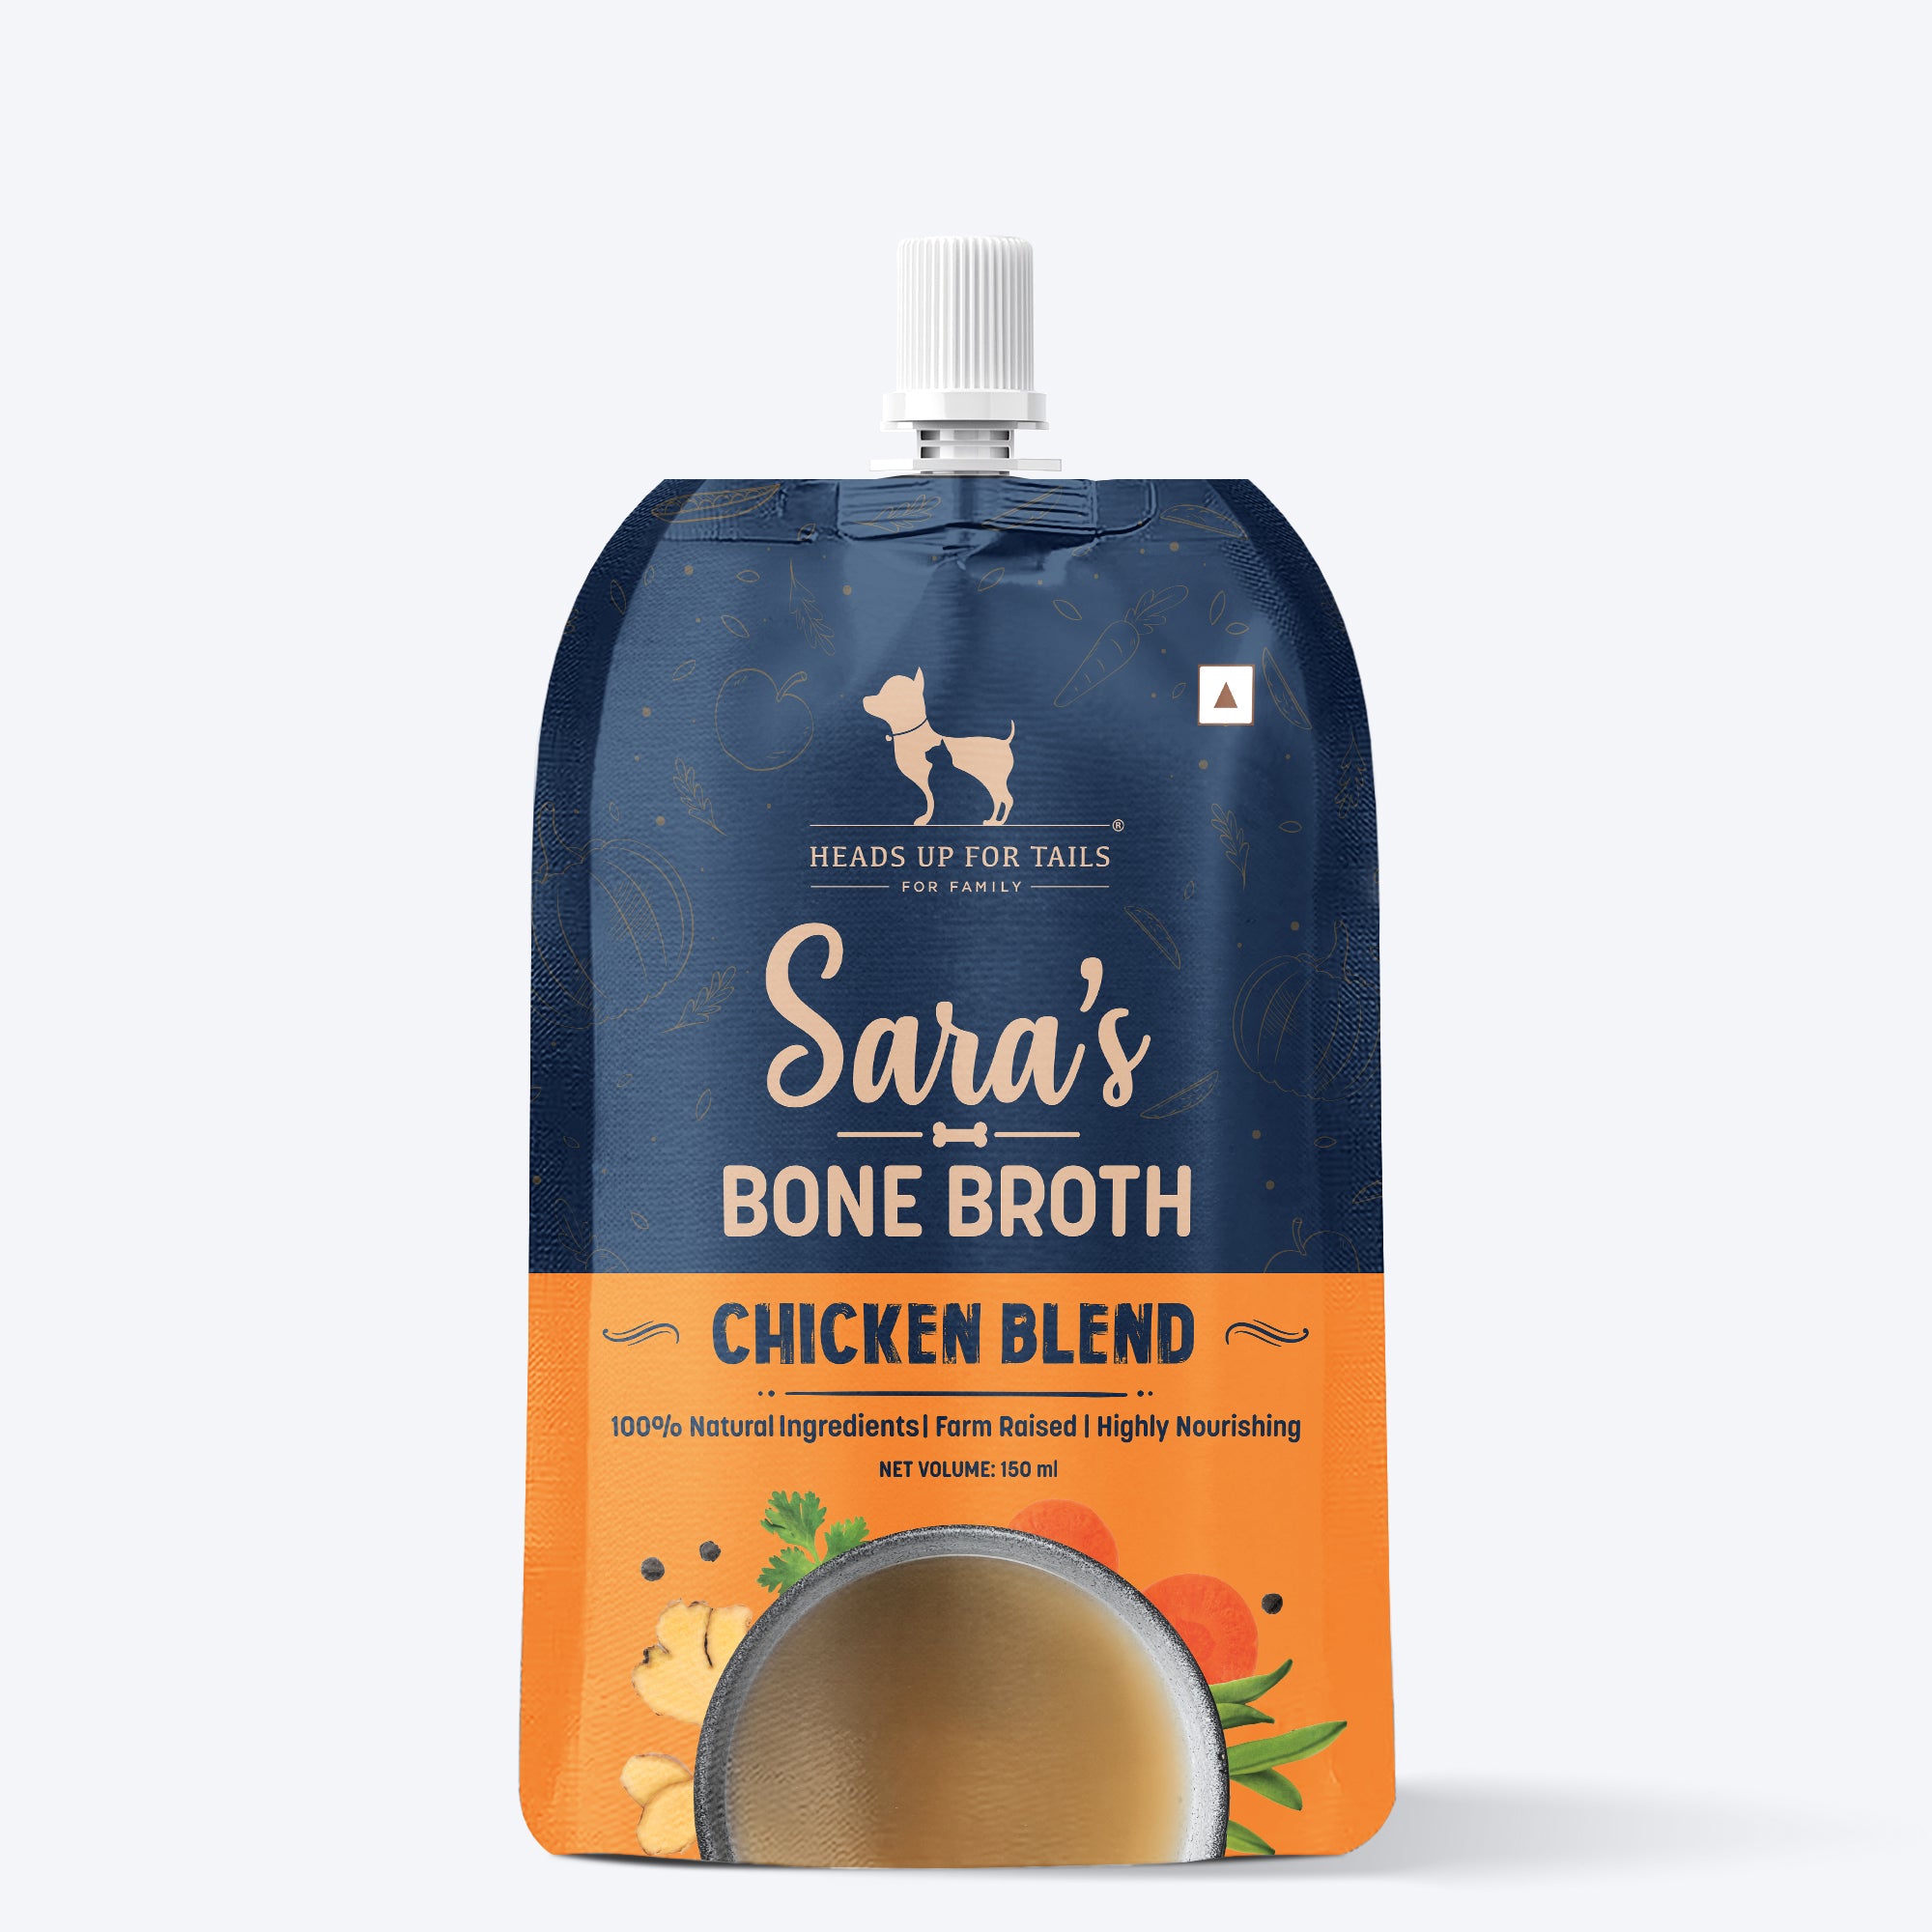 ®
HEADS UP FOR TAILS
FOR FAMILY
Sara's
BONE BROTH
CHICKEN BLEND
100% Natural Ingredients| Farm Raised | Highly Nourishing
NET VOLUME: 150 ml